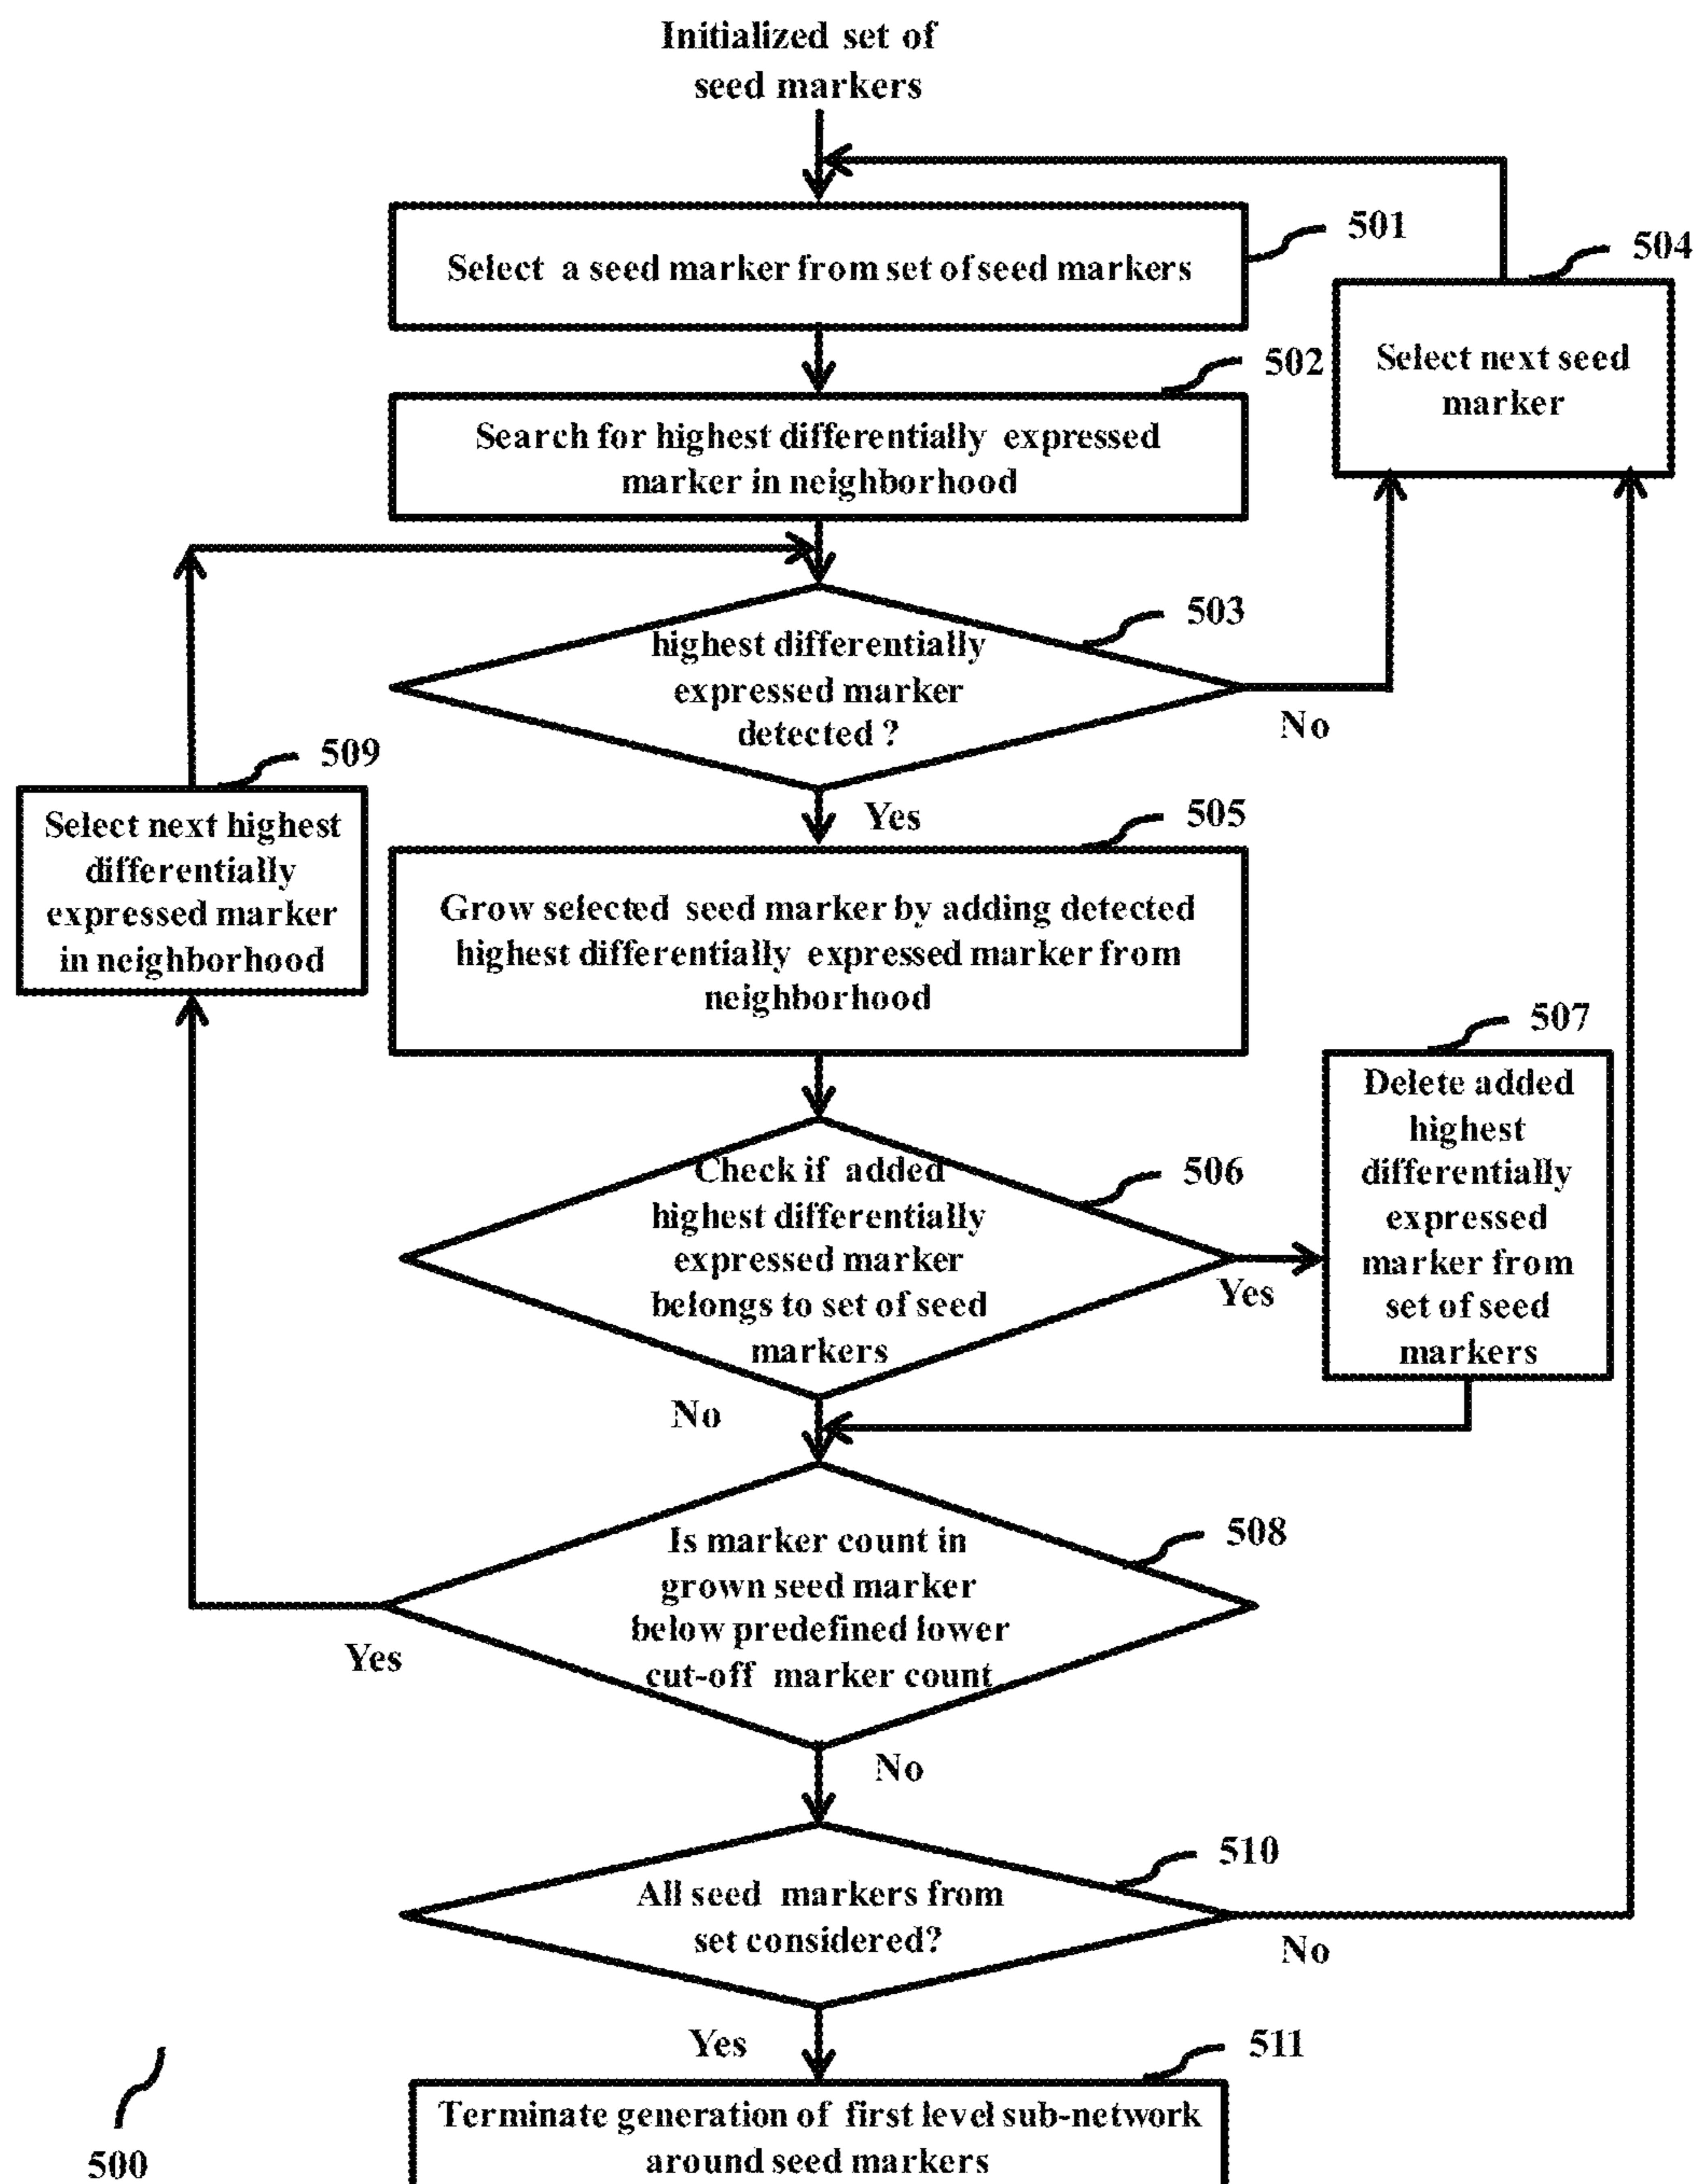 Initialized set of
seed markers
501
504
Select a seed marker from set of seed markers
502
Select next seed
marker
Search for highest differentially expressed
marker in neighborhood
503
highest differentially
expressed marker
detected ?
No
509
Yes
505
Select next highest
differentially
expressed marker
in neighborhood
Grow selected seed marker by adding detected
highest differentially expressed marker from
neighborhood
507
Delete added
highest
differentially
expressed
marker from
set of seed
markers
506
Check if added
highest differentially
expressed marker
belongs to set of seed
markers
Yes
No
508
Is marker count in
grown seed marker
below predefined lower
cut-off marker count
Yes
No
510
All seed markers from
set considered?
No
Yes
511
Terminate generation of first level sub-network
around seed markers
500